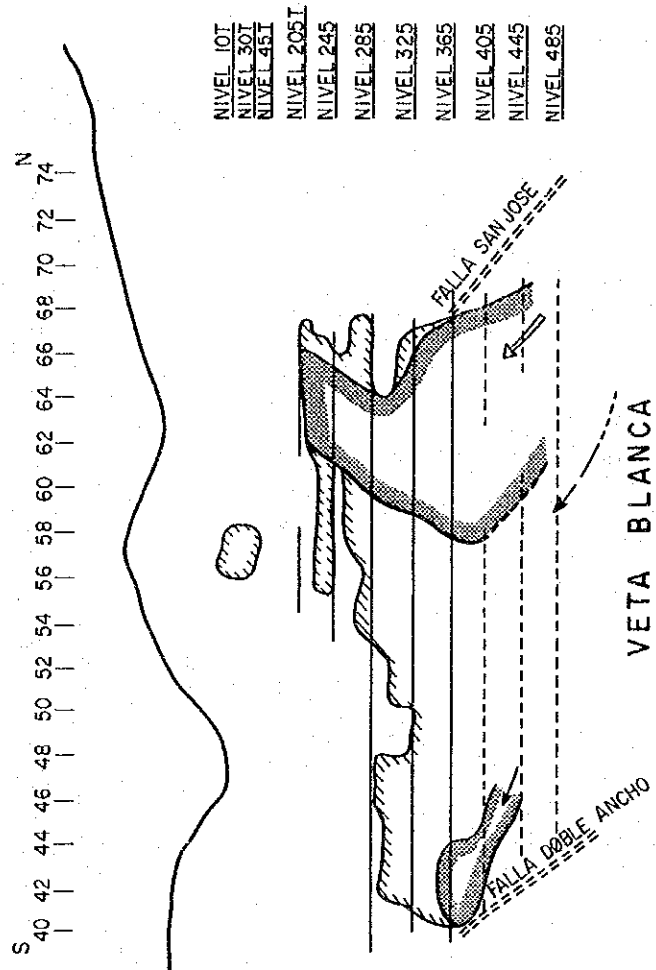 NIVEL 10T
NIVEL 30T
NIVEL 45T
NIVEL 205T
NIVEL 245
NIVEL 285
NIVEL 325
NIVEL 365
NIVEL 405
NIVEL 445
NIVEL 485
S 40 42 44 46 48 50 52 54 56 58 60 62 64 66 68 70 72 74 N
FALLA SAN JOSE
FALLA DOBLE ANCHO
VETA BLANCA